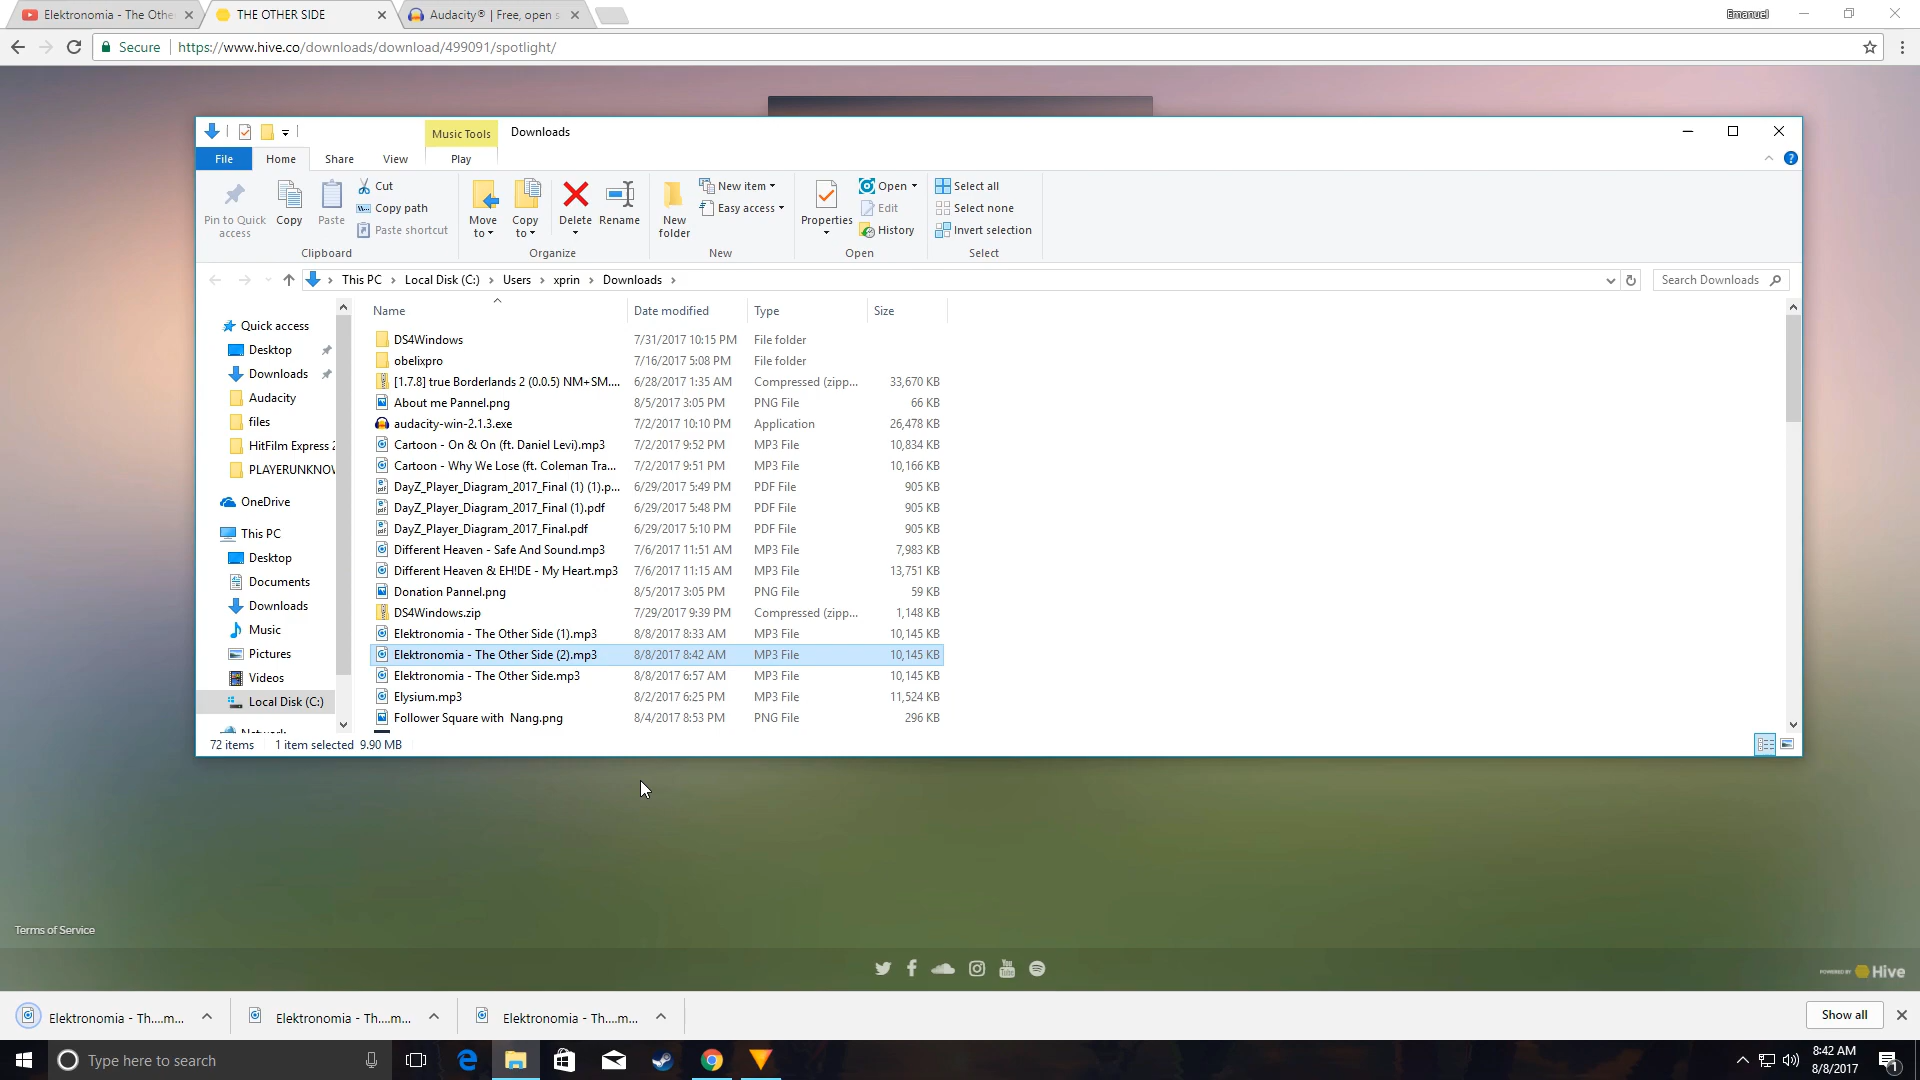 Elektronomia - The Othe
THE OTHER SIDE
Audacity® | Free, open s
Emanuel
Secure
https://www.hive.co/downloads/download/499091/spotlight/
Music Tools
Downloads
File
Home
Share
View
Play
Pin to Quick access
Copy
Paste
Cut
Copy path
Paste shortcut
Clipboard
Move to
Copy to
Delete
Rename
Organize
New folder
New item
Easy access
New
Properties
Open
Edit
History
Open
Select all
Select none
Invert selection
Select
This PC > Local Disk (C:) > Users > xprin > Downloads >
Search Downloads
Name Date modified Type Size
Quick access
Desktop
Downloads
Audacity
files
HitFilm Express 2
PLAYERUNKNOW
OneDrive
This PC
Desktop
Documents
Downloads
Music
Pictures
Videos
Local Disk (C:)
Network
DS4Windows 7/31/2017 10:15 PM File folder
obelixpro 7/16/2017 5:08 PM File folder
[1.7.8] true Borderlands 2 (0.0.5) NM+SM.... 6/28/2017 1:35 AM Compressed (zipp... 33,670 KB
About me Pannel.png 8/5/2017 3:05 PM PNG File 66 KB
audacity-win-2.1.3.exe 7/2/2017 10:10 PM Application 26,478 KB
Cartoon - On & On (ft. Daniel Levi).mp3 7/2/2017 9:52 PM MP3 File 10,834 KB
Cartoon - Why We Lose (ft. Coleman Tra... 7/2/2017 9:51 PM MP3 File 10,166 KB
DayZ_Player_Diagram_2017_Final (1) (1).p... 6/29/2017 5:49 PM PDF File 905 KB
DayZ_Player_Diagram_2017_Final (1).pdf 6/29/2017 5:48 PM PDF File 905 KB
DayZ_Player_Diagram_2017_Final.pdf 6/29/2017 5:10 PM PDF File 905 KB
Different Heaven - Safe And Sound.mp3 7/6/2017 11:51 AM MP3 File 7,983 KB
Different Heaven & EH!DE - My Heart.mp3 7/6/2017 11:15 AM MP3 File 13,751 KB
Donation Pannel.png 8/5/2017 3:05 PM PNG File 59 KB
DS4Windows.zip 7/29/2017 9:39 PM Compressed (zipp... 1,148 KB
Elektronomia - The Other Side (1).mp3 8/8/2017 8:33 AM MP3 File 10,145 KB
Elektronomia - The Other Side (2).mp3 8/8/2017 8:42 AM MP3 File 10,145 KB
Elektronomia - The Other Side.mp3 8/8/2017 6:57 AM MP3 File 10,145 KB
Elysium.mp3 8/2/2017 6:25 PM MP3 File 11,524 KB
Follower Square with Nang.png 8/4/2017 8:53 PM PNG File 296 KB
72 items 1 item selected 9.90 MB
Terms of Service
You Tube
POWERED BY Hive
Elektronomia - Th....m...
Elektronomia - Th....m...
Elektronomia - Th....m...
Show all
Type here to search
8:42 AM
8/8/2017
1